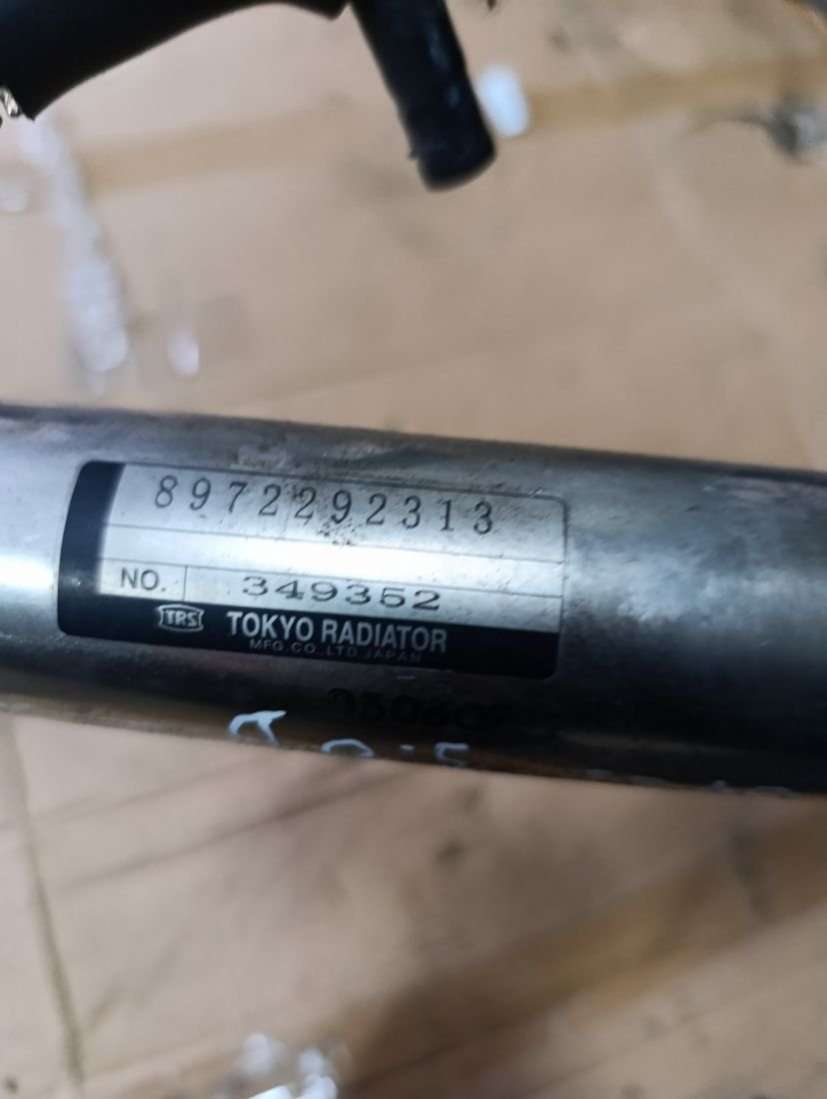 8972292313
NO. 349352
TRS TOKYO RADIATOR
MFG.CO.,LTD.JAPAN